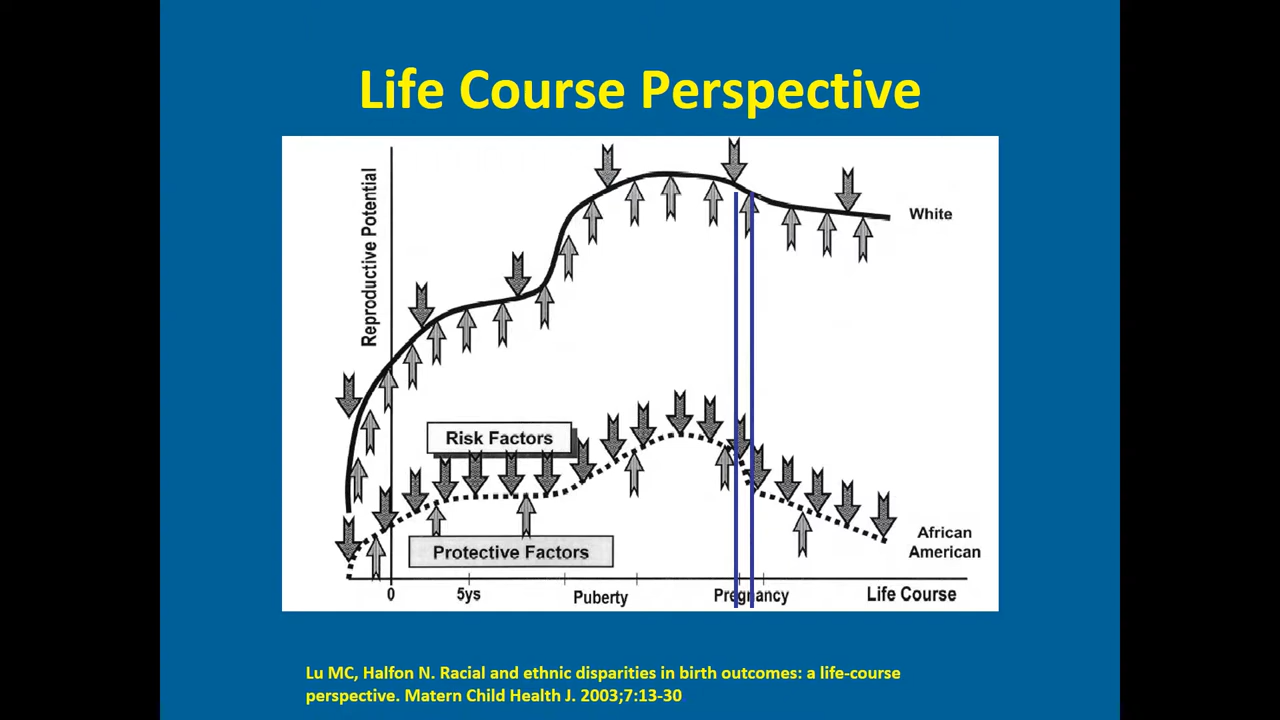 Life Course Perspective
Reproductive Potential
White
Risk Factors
African
American
Protective Factors
0
5ys
Puberty
Pregnancy
Life Course
Lu MC, Halfon N. Racial and ethnic disparities in birth outcomes: a life-course
perspective. Matern Child Health J. 2003;7:13-30